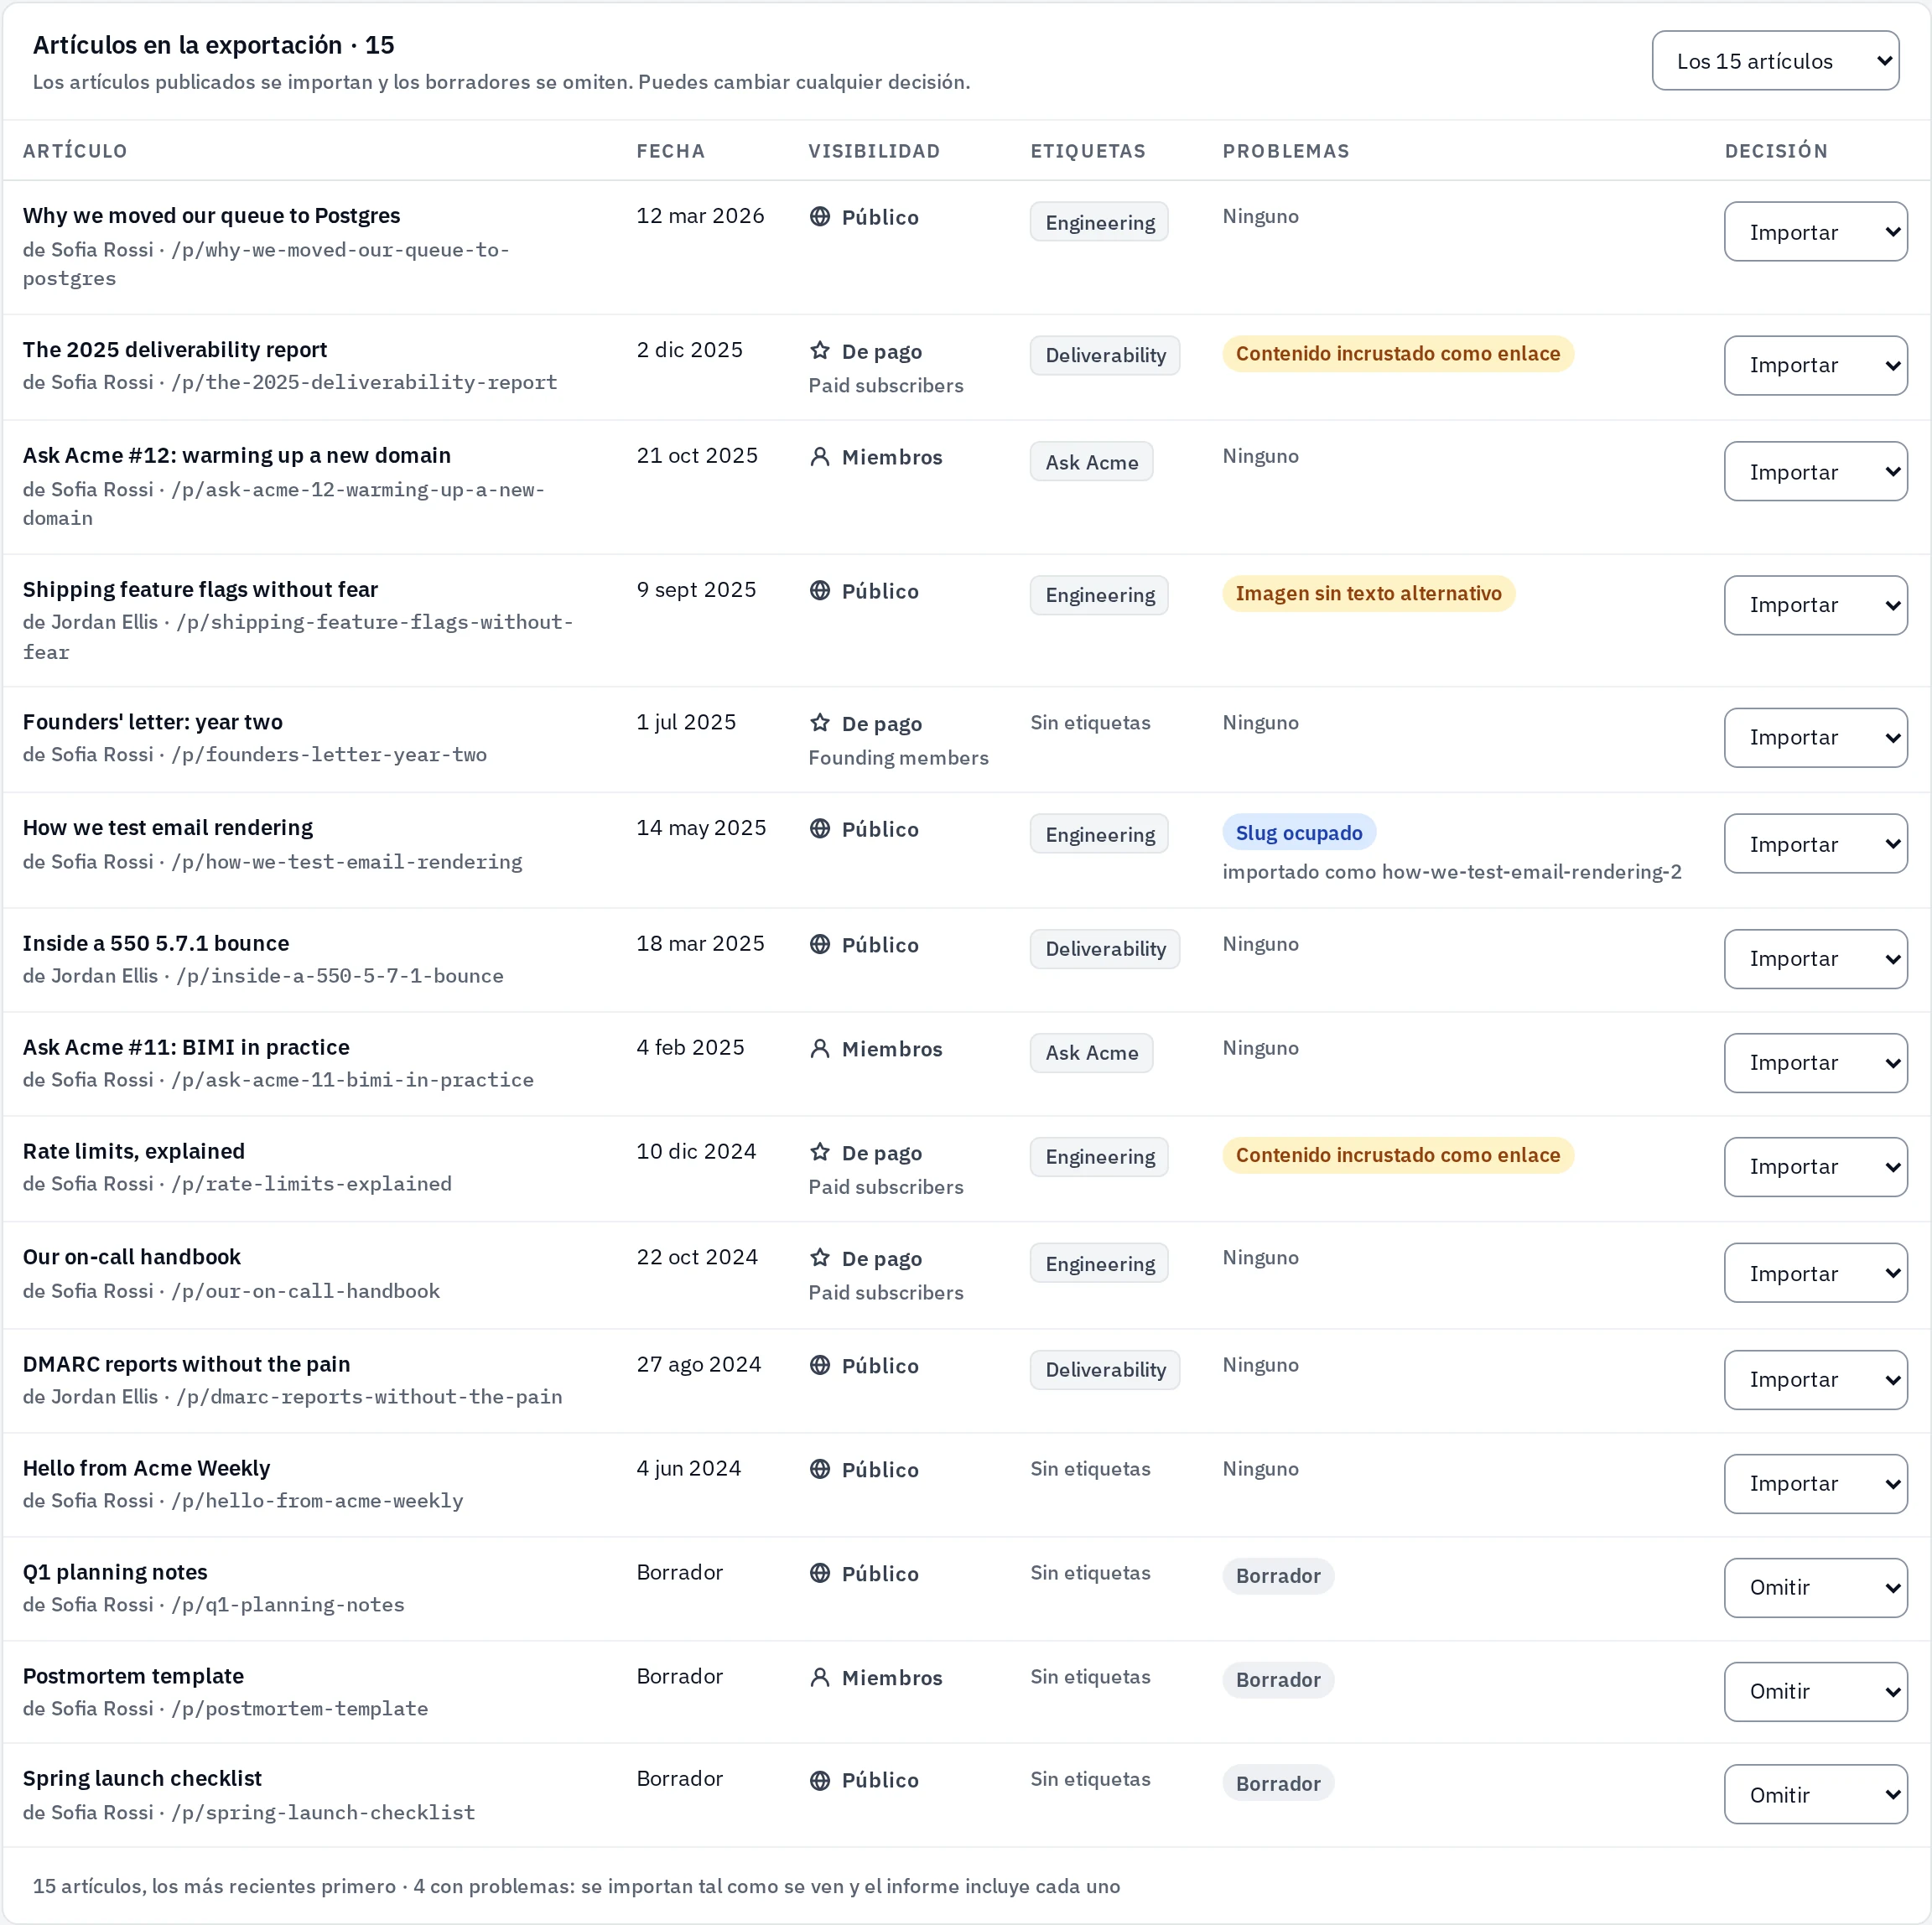 Artículos en la exportación · 15
Los artículos publicados se importan y los borradores se omiten. Puedes cambiar cualquier decisión.
Los 15 artículos
ARTÍCULO FECHA VISIBILIDAD ETIQUETAS PROBLEMAS DECISIÓN
Why we moved our queue to Postgres 12 mar 2026 Público Engineering Ninguno Importar
de Sofia Rossi · /p/why-we-moved-our-queue-to-
postgres
The 2025 deliverability report 2 dic 2025 De pago Deliverability Contenido incrustado como enlace Importar
de Sofia Rossi · /p/the-2025-deliverability-report Paid subscribers
Ask Acme #12: warming up a new domain 21 oct 2025 Miembros Ask Acme Ninguno Importar
de Sofia Rossi · /p/ask-acme-12-warming-up-a-new-
domain
Shipping feature flags without fear 9 sept 2025 Público Engineering Imagen sin texto alternativo Importar
de Jordan Ellis · /p/shipping-feature-flags-without-
fear
Founders' letter: year two 1 jul 2025 De pago Sin etiquetas Ninguno Importar
de Sofia Rossi · /p/founders-letter-year-two Founding members
How we test email rendering 14 may 2025 Público Engineering Slug ocupado Importar
de Sofia Rossi · /p/how-we-test-email-rendering importado como how-we-test-email-rendering-2
Inside a 550 5.7.1 bounce 18 mar 2025 Público Deliverability Ninguno Importar
de Jordan Ellis · /p/inside-a-550-5-7-1-bounce
Ask Acme #11: BIMI in practice 4 feb 2025 Miembros Ask Acme Ninguno Importar
de Sofia Rossi · /p/ask-acme-11-bimi-in-practice
Rate limits, explained 10 dic 2024 De pago Engineering Contenido incrustado como enlace Importar
de Sofia Rossi · /p/rate-limits-explained Paid subscribers
Our on-call handbook 22 oct 2024 De pago Engineering Ninguno Importar
de Sofia Rossi · /p/our-on-call-handbook Paid subscribers
DMARC reports without the pain 27 ago 2024 Público Deliverability Ninguno Importar
de Jordan Ellis · /p/dmarc-reports-without-the-pain
Hello from Acme Weekly 4 jun 2024 Público Sin etiquetas Ninguno Importar
de Sofia Rossi · /p/hello-from-acme-weekly
Q1 planning notes Borrador Público Sin etiquetas Borrador Omitir
de Sofia Rossi · /p/q1-planning-notes
Postmortem template Borrador Miembros Sin etiquetas Borrador Omitir
de Sofia Rossi · /p/postmortem-template
Spring launch checklist Borrador Público Sin etiquetas Borrador Omitir
de Sofia Rossi · /p/spring-launch-checklist
15 artículos, los más recientes primero · 4 con problemas: se importan tal como se ven y el informe incluye cada uno